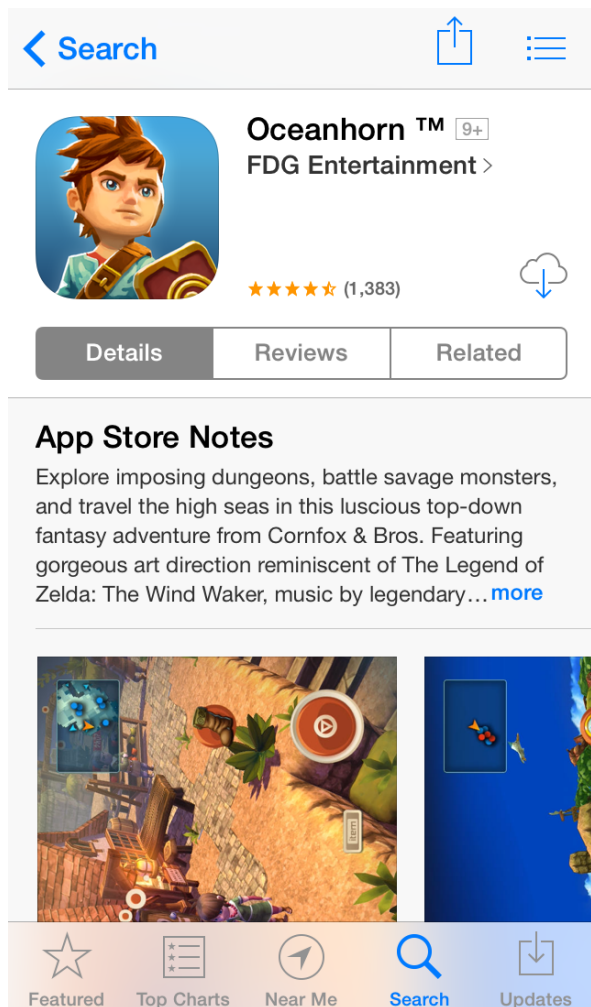 Search
Oceanhorn ™ 9+
FDG Entertainment
(1,383)
Details Reviews Related
App Store Notes
Explore imposing dungeons, battle savage monsters,
and travel the high seas in this luscious top-down
fantasy adventure from Cornfox & Bros. Featuring
gorgeous art direction reminiscent of The Legend of
Zelda: The Wind Waker, music by legendary...more
item
Featured Top Charts Near Me Search Updates